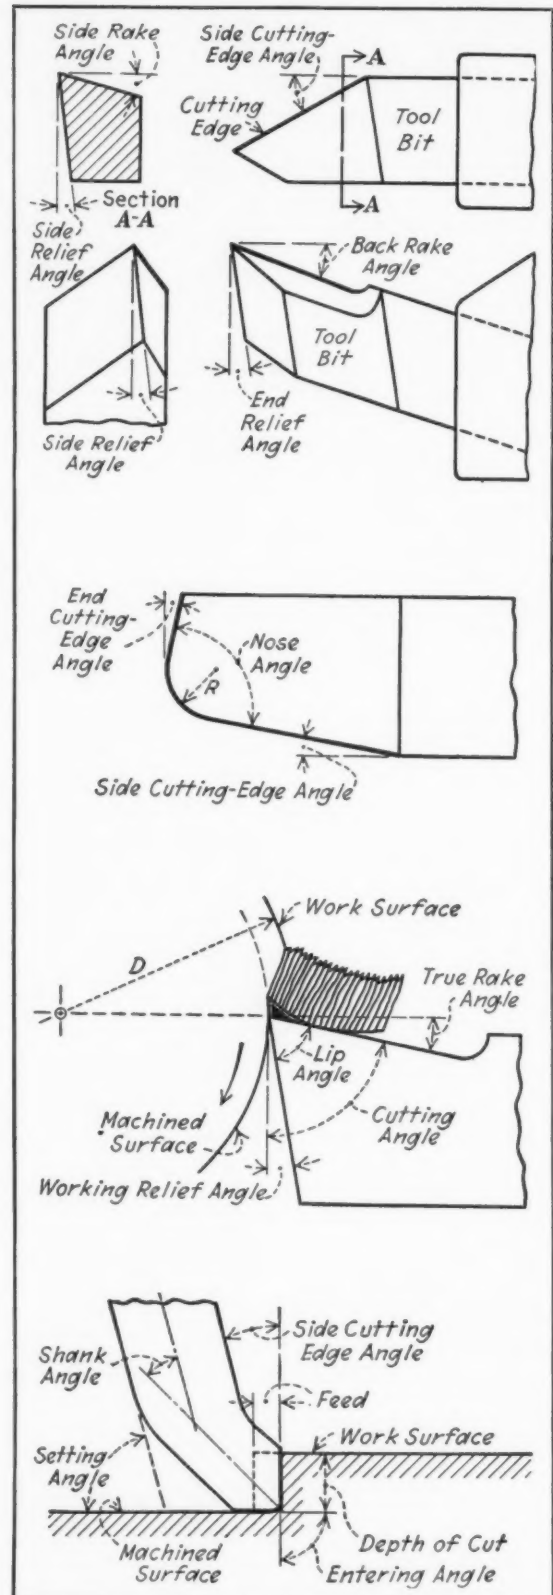 Side Rake
Angle
Side Cutting-
Edge Angle
A
Cutting
Edge
Tool
Bit
Section
A-A
A
Side
Relief
Angle
Back Rake
Angle
Tool
Bit
End
Relief
Angle
Side Relief
Angle
End
Cutting-
Edge
Angle
Nose
Angle
R
Side Cutting-Edge Angle
Work Surface
D
True Rake
Angle
Lip
Angle
Cutting
Angle
Machined
Surface
Working Relief Angle
Side Cutting
Edge Angle
Shank
Angle
Feed
Work Surface
Setting
Angle
Machined
Surface
Depth of Cut
Entering Angle